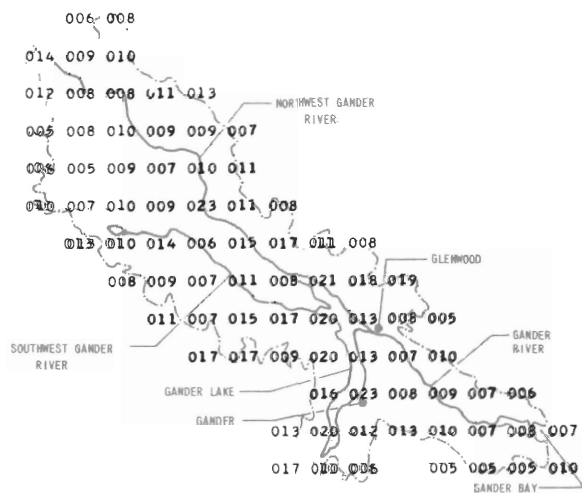 006 008
014 009 010
012 008 008 011 013
NORTHWEST GANDER
RIVER
005 008 010 009 009 007
005 009 007 010 011
010 007 010 009 023 011 008
013 010 014 006 015 017 011 008
GLENWOOD
008 009 007 011 008 021 018 019
011 007 015 017 020 013 008 005
SOUTHWEST GANDER
RIVER
GANDER
RIVER
017 017 009 020 013 007 010
GANDER LAKE
016 023 008 009 007 006
GANDER
013 020 012 013 010 007 008 007
017 010 006 005 005 005 010
GANDER BAY